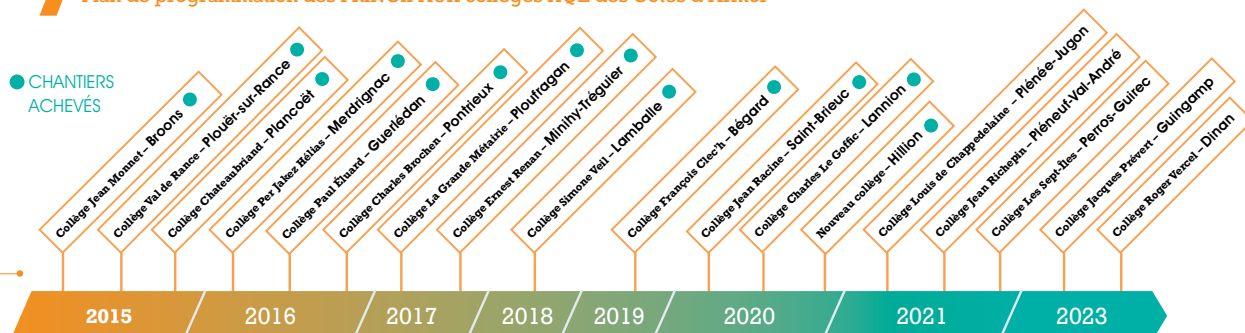 CHANTIERS
ACHEVÉS
Collège Jean Monnet – Broons
Collège Val de Rance – Plouër-sur-Rance
Collège Chateaubriand – Plancoët
Collège Per Jakez Hélias – Merdrignac
Collège Paul Éluard – Guerlédan
Collège Charles Brochen – Pontrieux
Collège La Grande Métairie – Ploufragan
Collège Ernest Renan – Minihy-Tréguier
Collège Simone Veil – Lamballe
Collège François Clec'h – Bégard
Collège Jean Racine – Saint-Brieuc
Collège Charles Le Goffic – Lannion
Nouveau collège – Hillion
Collège Louis de Chappedelaine – Plénée-Jugon
Collège Jean Richepin – Pléneuf-Val-André
Collège Les Sept-Îles – Perros-Guirec
Collège Jacques Prévert – Guingamp
Collège Roger Vercel – Dinan
2015
2016
2017
2018
2019
2020
2021
2023